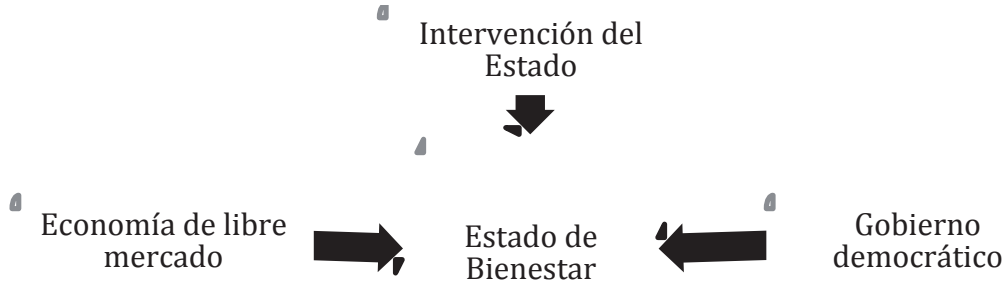 Intervención del
Estado
Economía de libre
mercado
Estado de
Bienestar
Gobierno
democrático